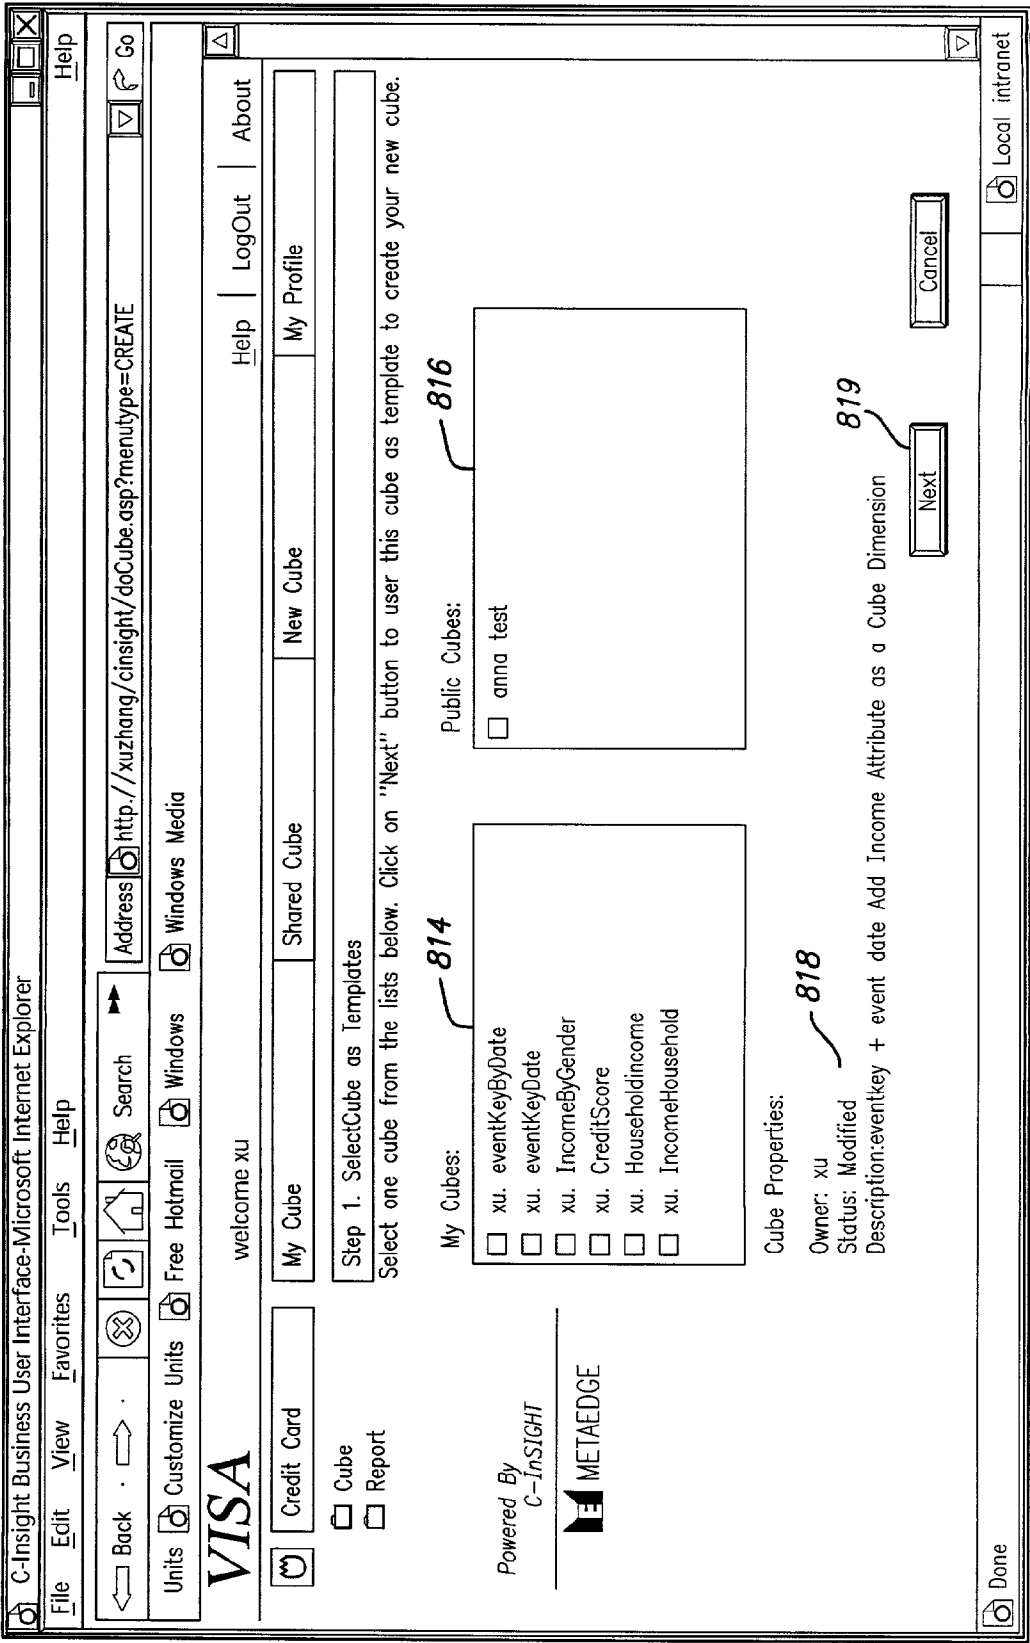 C-Insight Business User Interface-Microsoft Internet Explorer
File Edit View Favorites Tools Help Help
Back Search Address http.//xuzhang/cinsight/doCube.asp?menutype=CREATE Go
Units Customize Units Free Hotmail Windows Windows Media
VISA welcome xu Help | LogOut | About
Credit Card My Cube Shared Cube New Cube My Profile
Cube
Report
Step 1. SelectCube as Templates
Select one cube from the lists below. Click on "Next" button to user this cube as template to create your new cube.
My Cubes: 814 Public Cubes: 816
xu. eventKeyByDate anna test
xu. eventKeyDate
xu. IncomeByGender
xu. CreditScore
xu. Householdincome
xu. IncomeHousehold
Powered By
C-InSIGHT
METAEDGE
Cube Properties:
Owner: xu 818
Status: Modified
Description:eventkey + event date Add Income Attribute as a Cube Dimension 819
Next Cancel
Done Local intranet